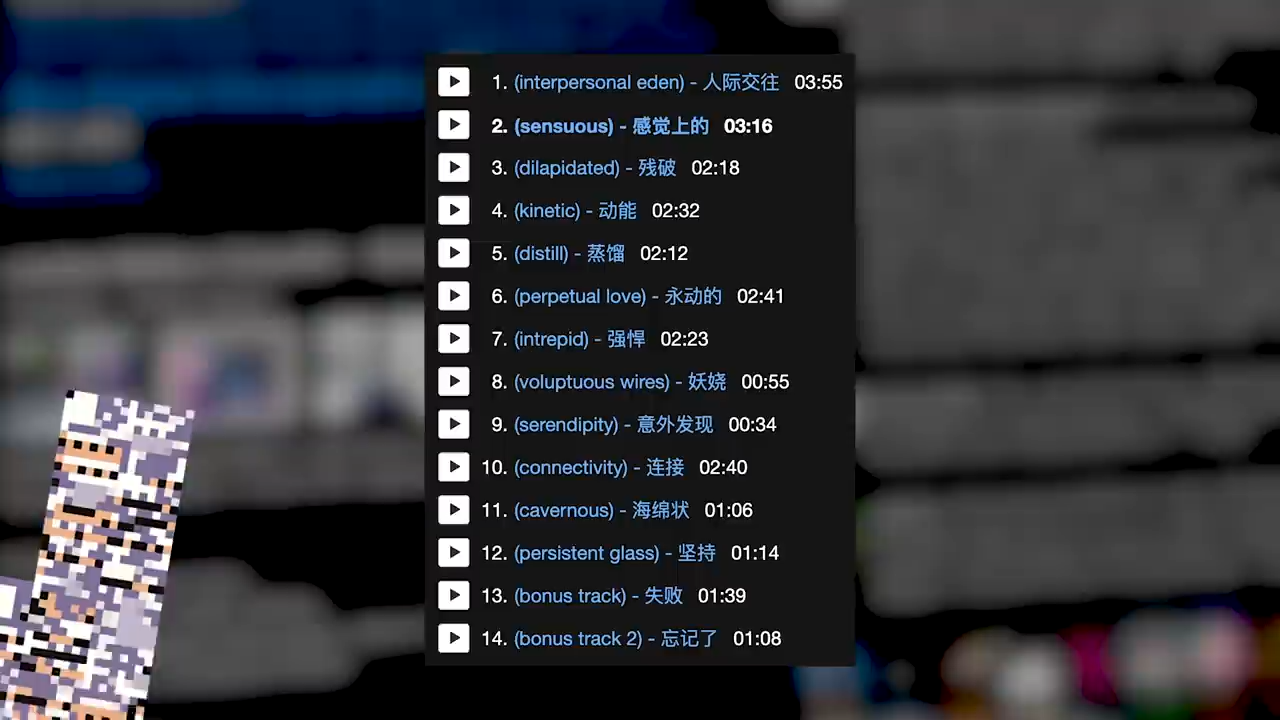 1. (interpersonal eden) - 人际交往 03:55
2. (sensuous) - 感觉上的 03:16
3. (dilapidated) - 残破 02:18
4. (kinetic) - 动能 02:32
5. (distill) - 蒸馏 02:12
6. (perpetual love) - 永动的 02:41
7. (intrepid) - 强悍 02:23
8. (voluptuous wires) - 妖娆 00:55
9. (serendipity) - 意外发现 00:34
10. (connectivity) - 连接 02:40
11. (cavernous) - 海绵状 01:06
12. (persistent glass) - 坚持 01:14
13. (bonus track) - 失败 01:39
14. (bonus track 2) - 忘记了 01:08